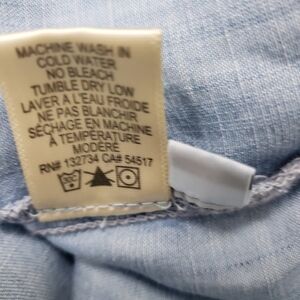 MACHINE WASH IN
COLD WATER
NO BLEACH
TUMBLE DRY LOW
LAVER A L'EAU FROIDE
NE PAS BLANCHIR
SÉCHAGE EN MACHINE
À TEMPÉRATURE
MODÉRÉ
RN# 132734 CA# 54517